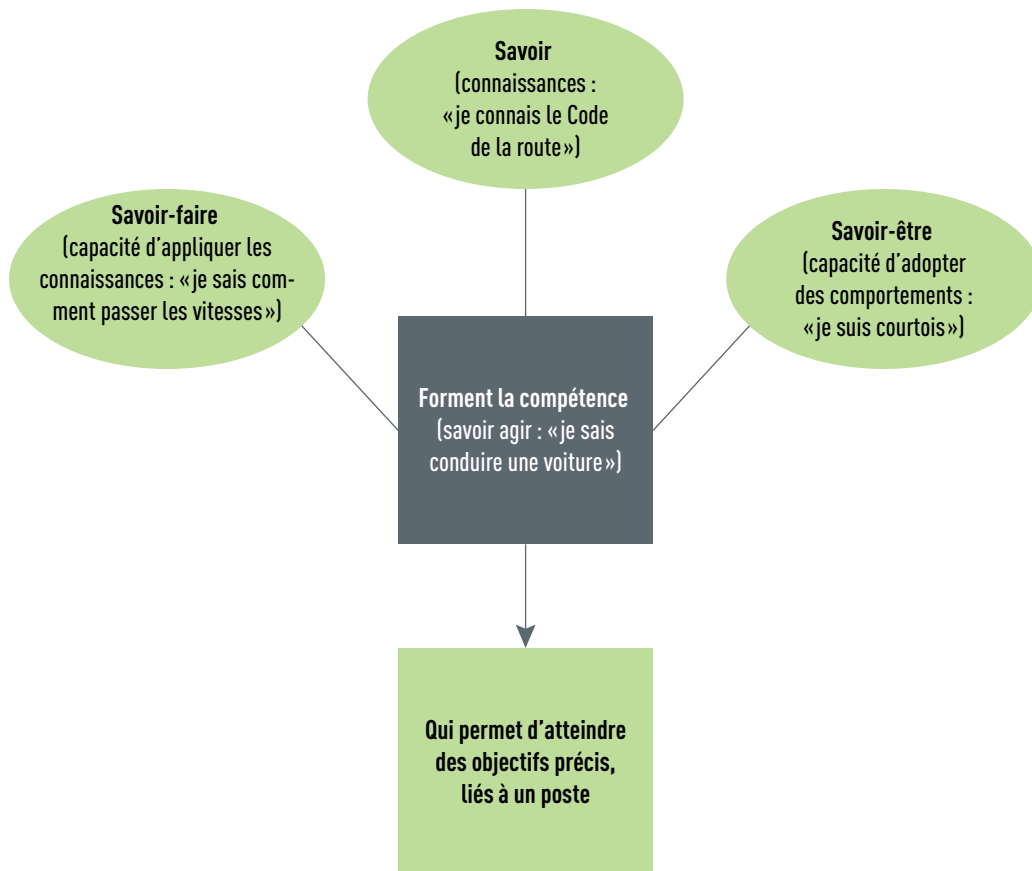 Savoir
(connaissances :
«je connais le Code
de la route»)
Savoir-faire
(capacité d’appliquer les
connaissances : «je sais com-
ment passer les vitesses»)
Savoir-être
(capacité d’adopter
des comportements :
«je suis courtois»)
Forment la compétence
(savoir agir : «je sais
conduire une voiture»)
Qui permet d’atteindre
des objectifs précis,
liés à un poste